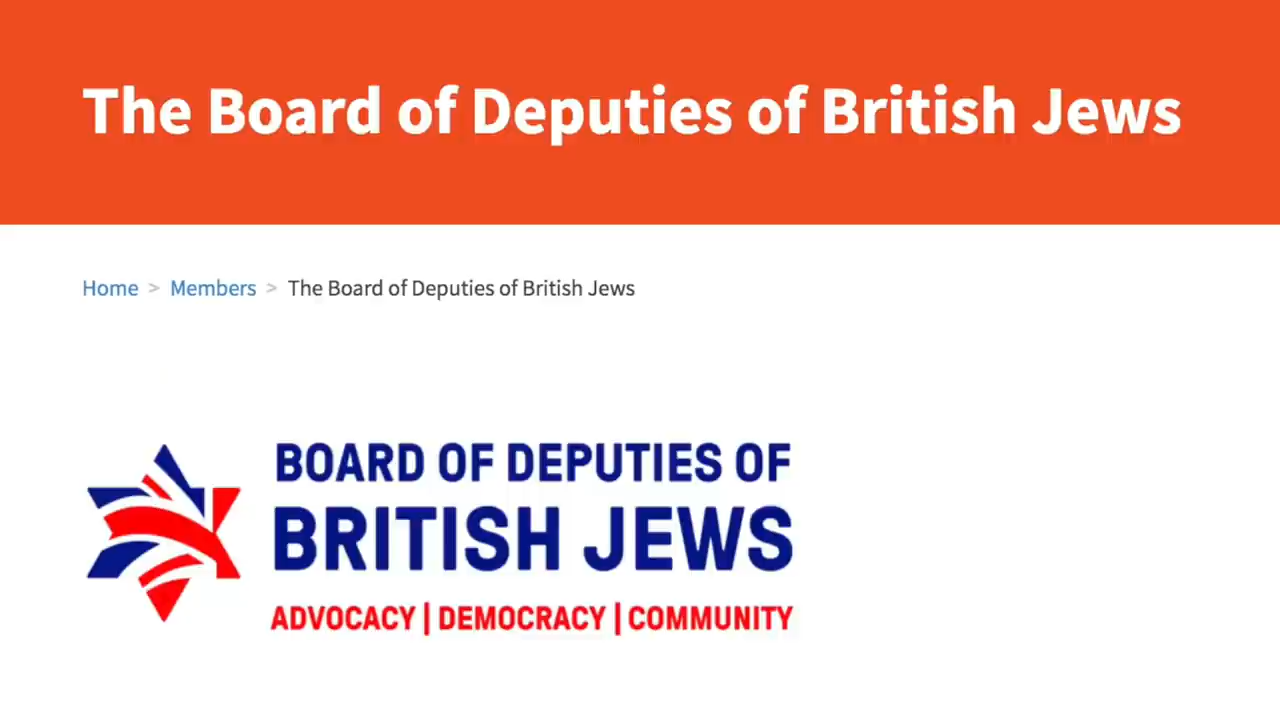 The Board of Deputies of British Jews
Home > Members > The Board of Deputies of British Jews
BOARD OF DEPUTIES OF
BRITISH JEWS
ADVOCACY | DEMOCRACY | COMMUNITY